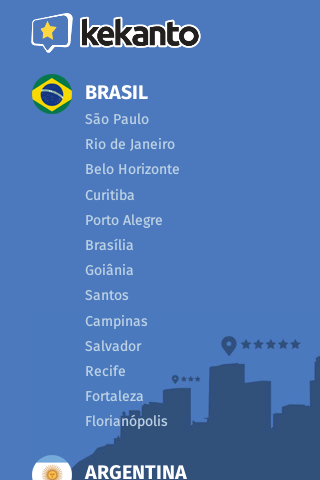 kekanto
BRASIL
São Paulo
Rio de Janeiro
Belo Horizonte
Curitiba
Porto Alegre
Brasília
Goiânia
Santos
Campinas
Salvador
Recife
Fortaleza
Florianópolis
ARGENTINA